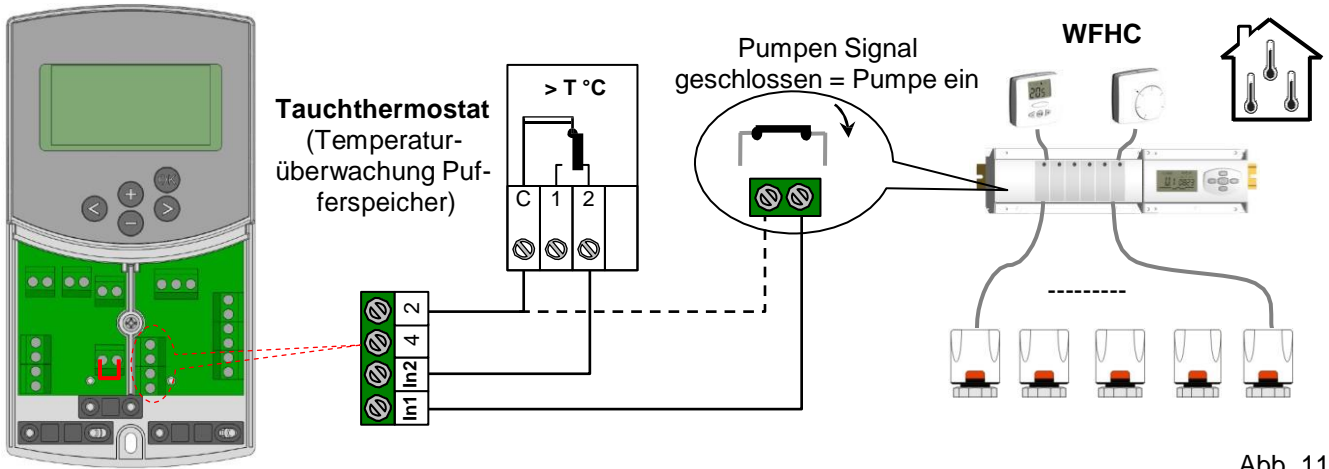 WFHC
Pumpen Signal
geschlossen = Pumpe ein
> T °C
Tauchthermostat
(Temperatur-
überwachung Puf-
ferspeicher)
C 1 2
2
4
In2
In1
OK
Abb. 11